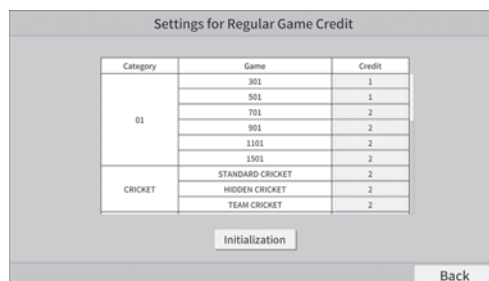 Settings for Regular Game Credit
Category Game Credit
01
301 1
501 1
701 2
901 2
1101 2
1501 2
CRICKET
STANDARD CRICKET 2
HIDDEN CRICKET 2
TEAM CRICKET 2
Initialization
Back